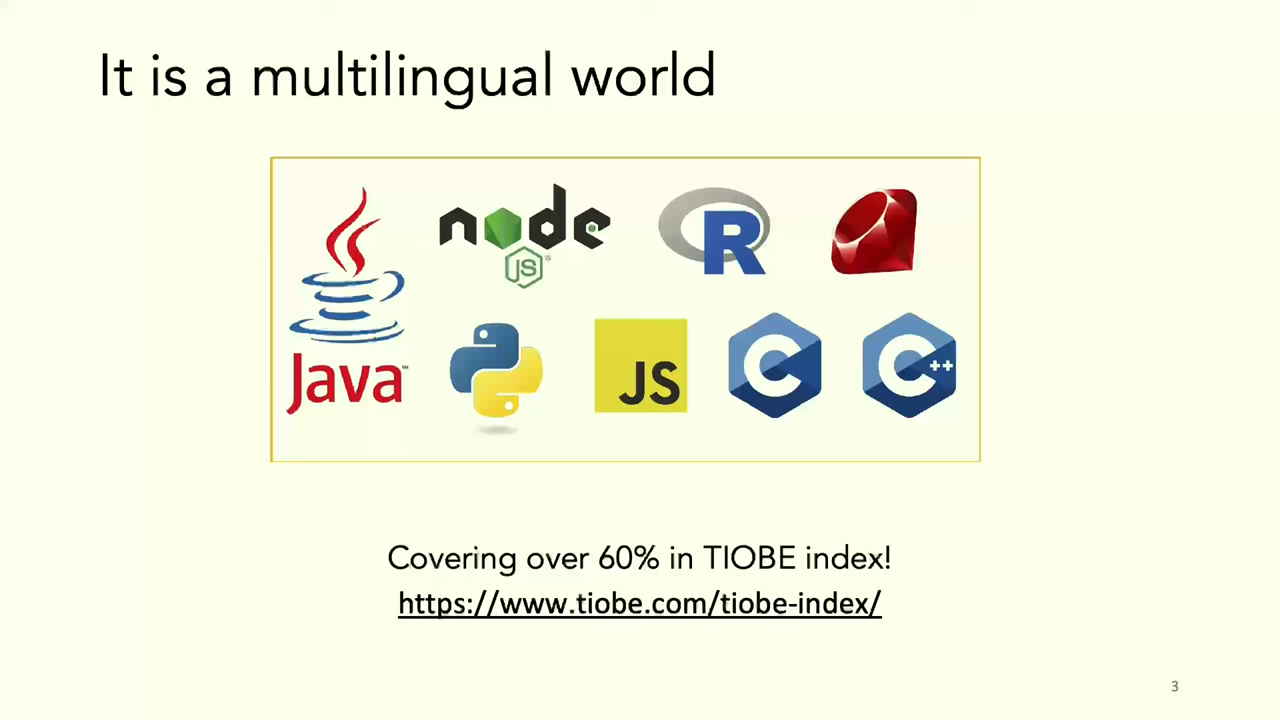 It is a multilingual world
node
JS
R
Java
JS
C
C++
Covering over 60% in TIOBE index!
https://www.tiobe.com/tiobe-index/
3